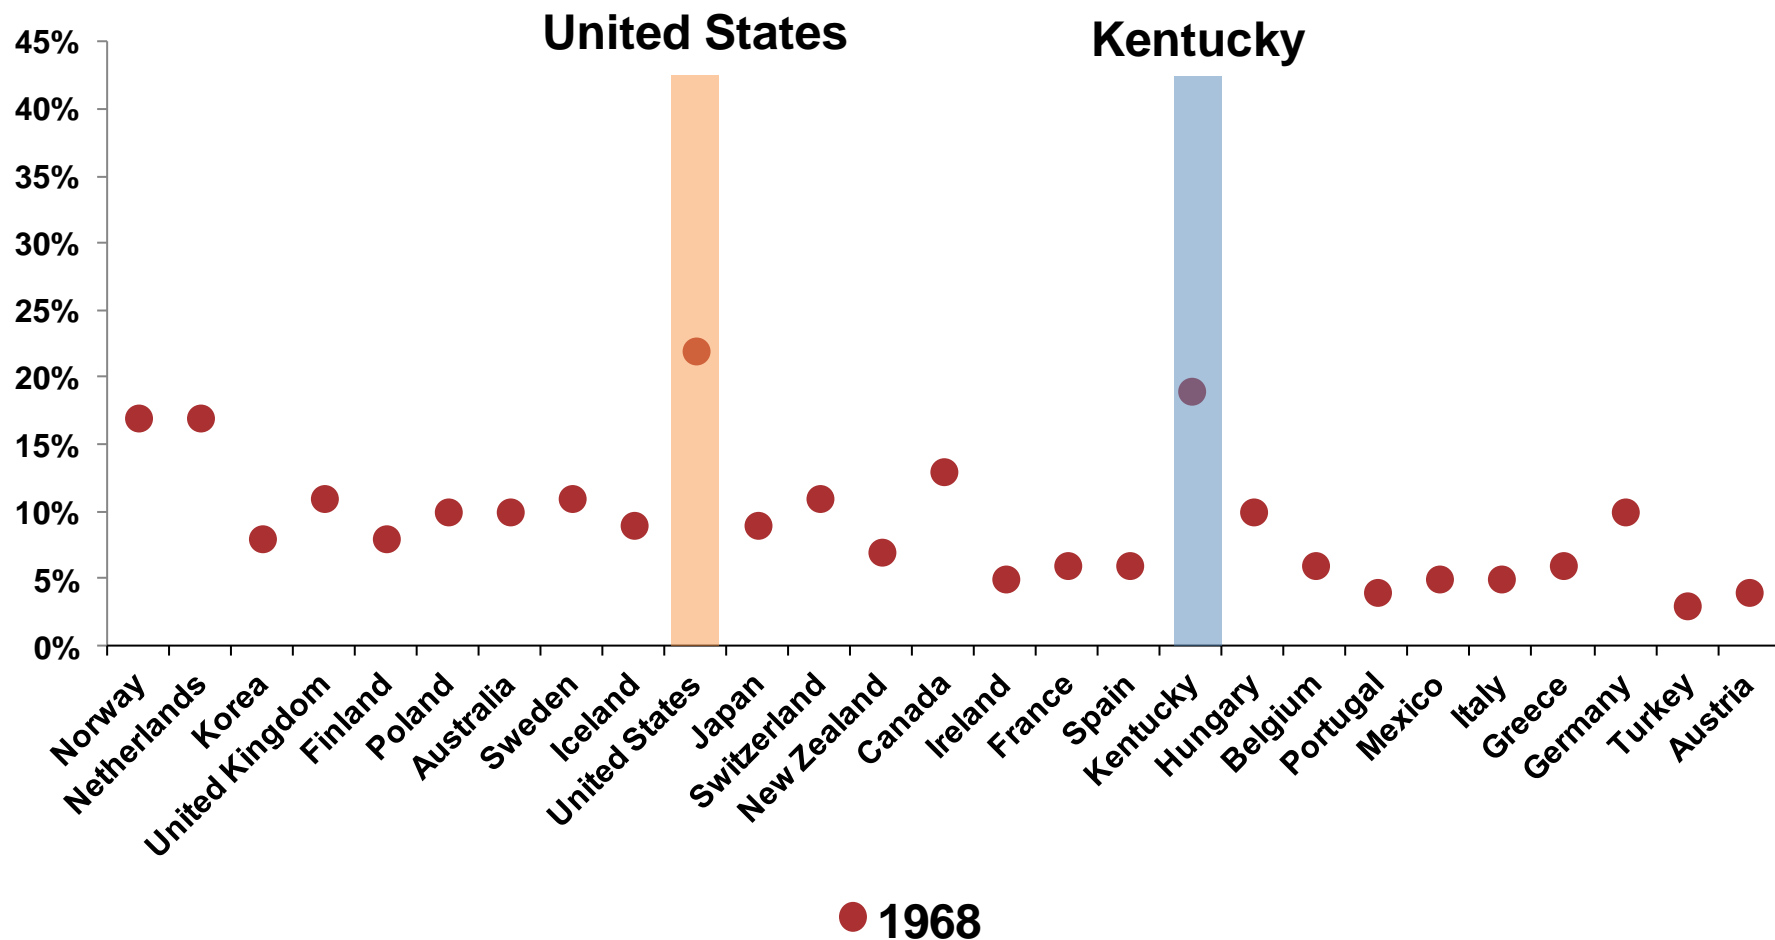 United States
Kentucky
45%
40%
35%
30%
25%
20%
15%
10%
5%
0%
Norway
Netherlands
Korea
United Kingdom
Finland
Poland
Australia
Sweden
Iceland
United States
Japan
Switzerland
New Zealand
Canada
Ireland
France
Spain
Kentucky
Hungary
Belgium
Portugal
Mexico
Italy
Greece
Germany
Turkey
Austria
1968